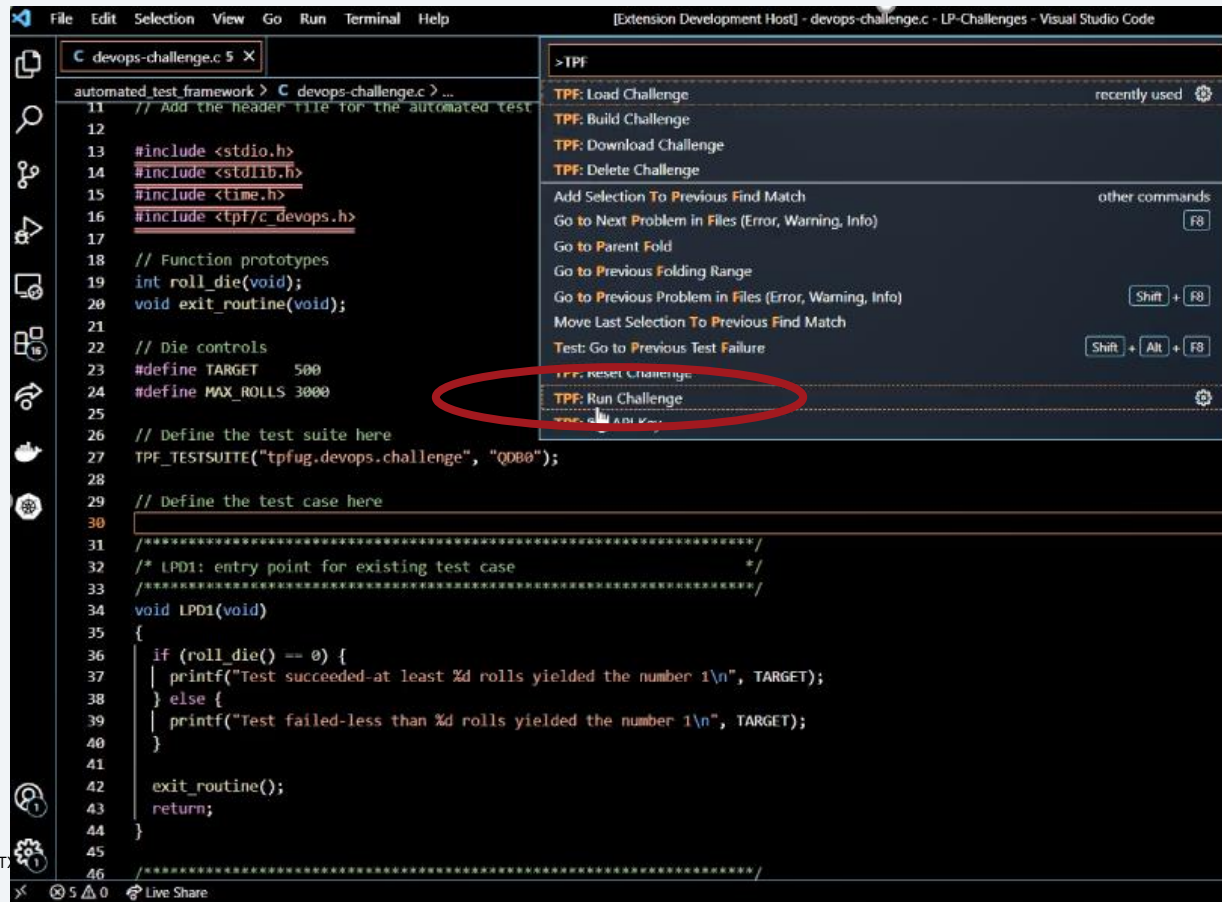 File Edit Selection View Go Run Terminal Help
[Extension Development Host] - devops-challenge.c - LP-Challenges - Visual Studio Code
C devops-challenge.c 5 X
automated_test_framework > C devops-challenge.c > ...
11 // Add the header file for the automated test
12
13 #include <stdio.h>
14 #include <stdlib.h>
15 #include <time.h>
16 #include <tpf/c_devops.h>
17
18 // Function prototypes
19 int roll_die(void);
20 void exit_routine(void);
21
22 // Die controls
23 #define TARGET 500
24 #define MAX_ROLLS 3000
25
26 // Define the test suite here
27 TPF_TESTSUITE("tpfug.devops.challenge", "QDB0");
28
29 // Define the test case here
30
31 /*********************************************************************/
32 /* LPD1: entry point for existing test case */
33 /*********************************************************************/
34 void LPD1(void)
35 {
36 if (roll_die() == 0) {
37 printf("Test succeeded-at least %d rolls yielded the number 1\n", TARGET);
38 } else {
39 printf("Test failed-less than %d rolls yielded the number 1\n", TARGET);
40 }
41
42 exit_routine();
43 return;
44 }
45
46 /*********************************************************************/
>TPF
TPF: Load Challenge recently used
TPF: Build Challenge
TPF: Download Challenge
TPF: Delete Challenge
Add Selection To Previous Find Match other commands
Go to Next Problem in Files (Error, Warning, Info) F8
Go to Parent Fold
Go to Previous Folding Range
Go to Previous Problem in Files (Error, Warning, Info) Shift + F8
Move Last Selection To Previous Find Match
Test: Go to Previous Test Failure Shift + Alt + F8
TPF: Reset Challenge
TPF: Run Challenge
TPF: API Key
16
1
1
5 0 Live Share